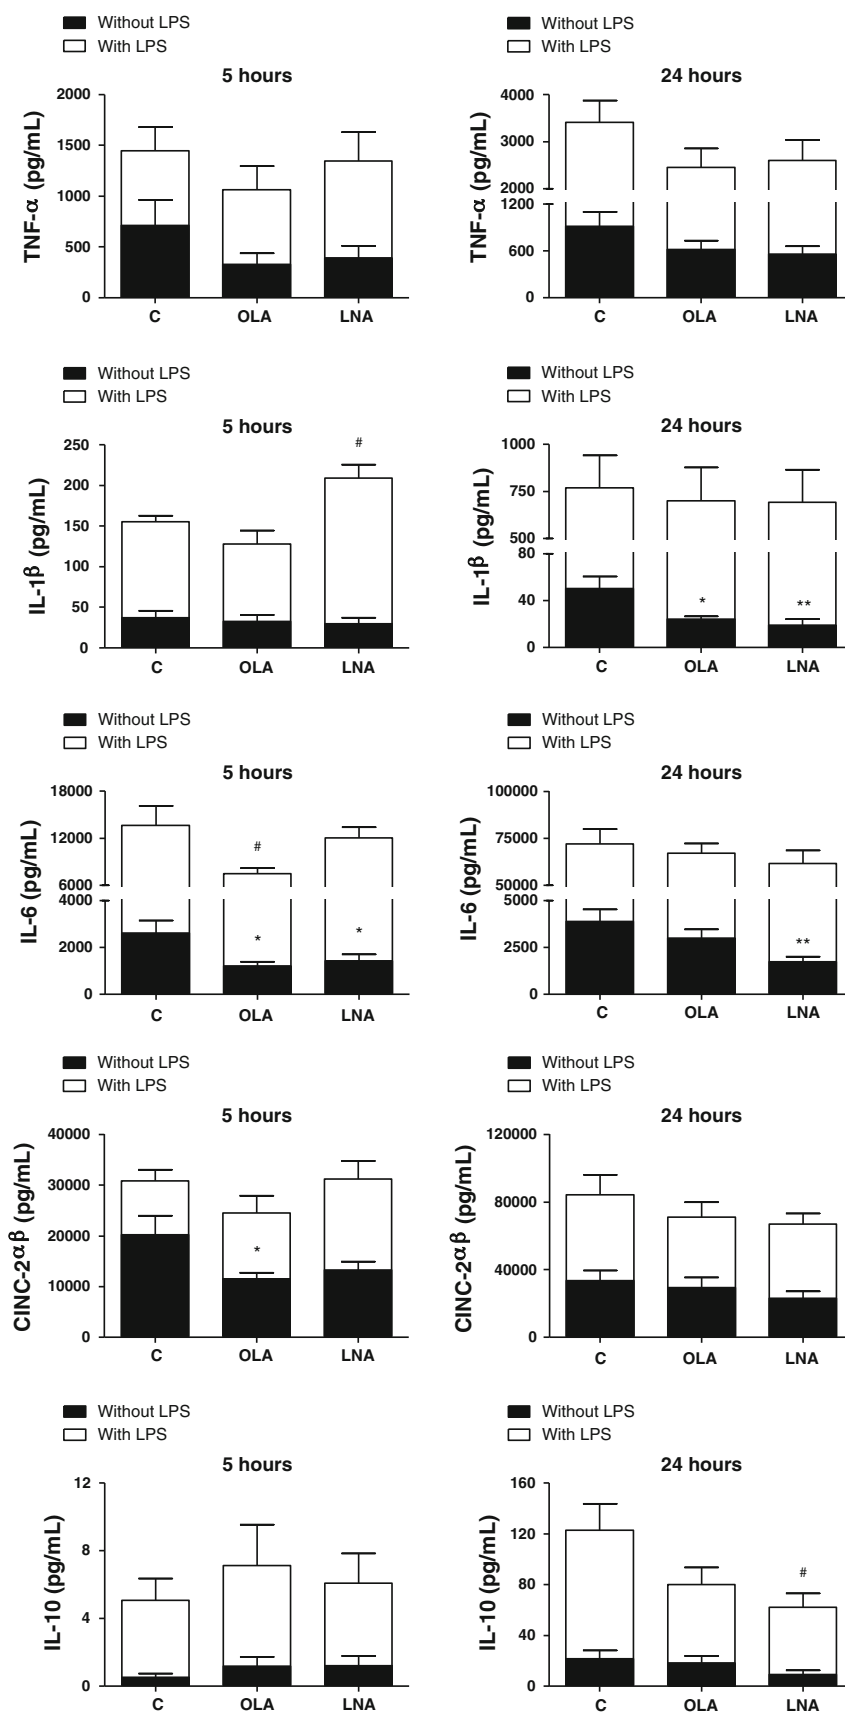 Without LPS
With LPS
5 hours
TNF-α (pg/mL)
2000
1500
1000
500
0
C OLA LNA
Without LPS
With LPS
24 hours
TNF-α (pg/mL)
4000
3000
2000
1200
600
0
C OLA LNA
Without LPS
With LPS
5 hours
#
IL-1β (pg/mL)
250
200
150
100
50
0
C OLA LNA
Without LPS
With LPS
24 hours
IL-1β (pg/mL)
1000
750
500
80
40
0
* **
C OLA LNA
Without LPS
With LPS
5 hours
IL-6 (pg/mL)
18000
12000
6000
4000
2000
0
#
* *
C OLA LNA
Without LPS
With LPS
24 hours
IL-6 (pg/mL)
100000
75000
50000
5000
2500
0
**
C OLA LNA
Without LPS
With LPS
5 hours
CINC-2αβ (pg/mL)
40000
30000
20000
10000
0
*
C OLA LNA
Without LPS
With LPS
24 hours
CINC-2αβ (pg/mL)
120000
80000
40000
0
C OLA LNA
Without LPS
With LPS
5 hours
IL-10 (pg/mL)
12
8
4
0
C OLA LNA
Without LPS
With LPS
24 hours
IL-10 (pg/mL)
160
120
80
40
0
#
C OLA LNA